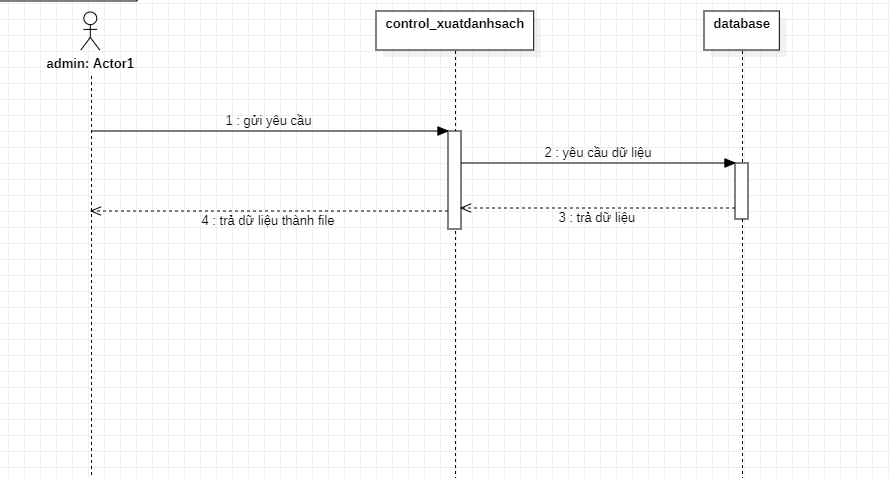 admin: Actor1
control_xuatdanhsach
database
1 : gửi yêu cầu
2 : yêu cầu dữ liệu
3 : trả dữ liệu
4 : trả dữ liệu thành file